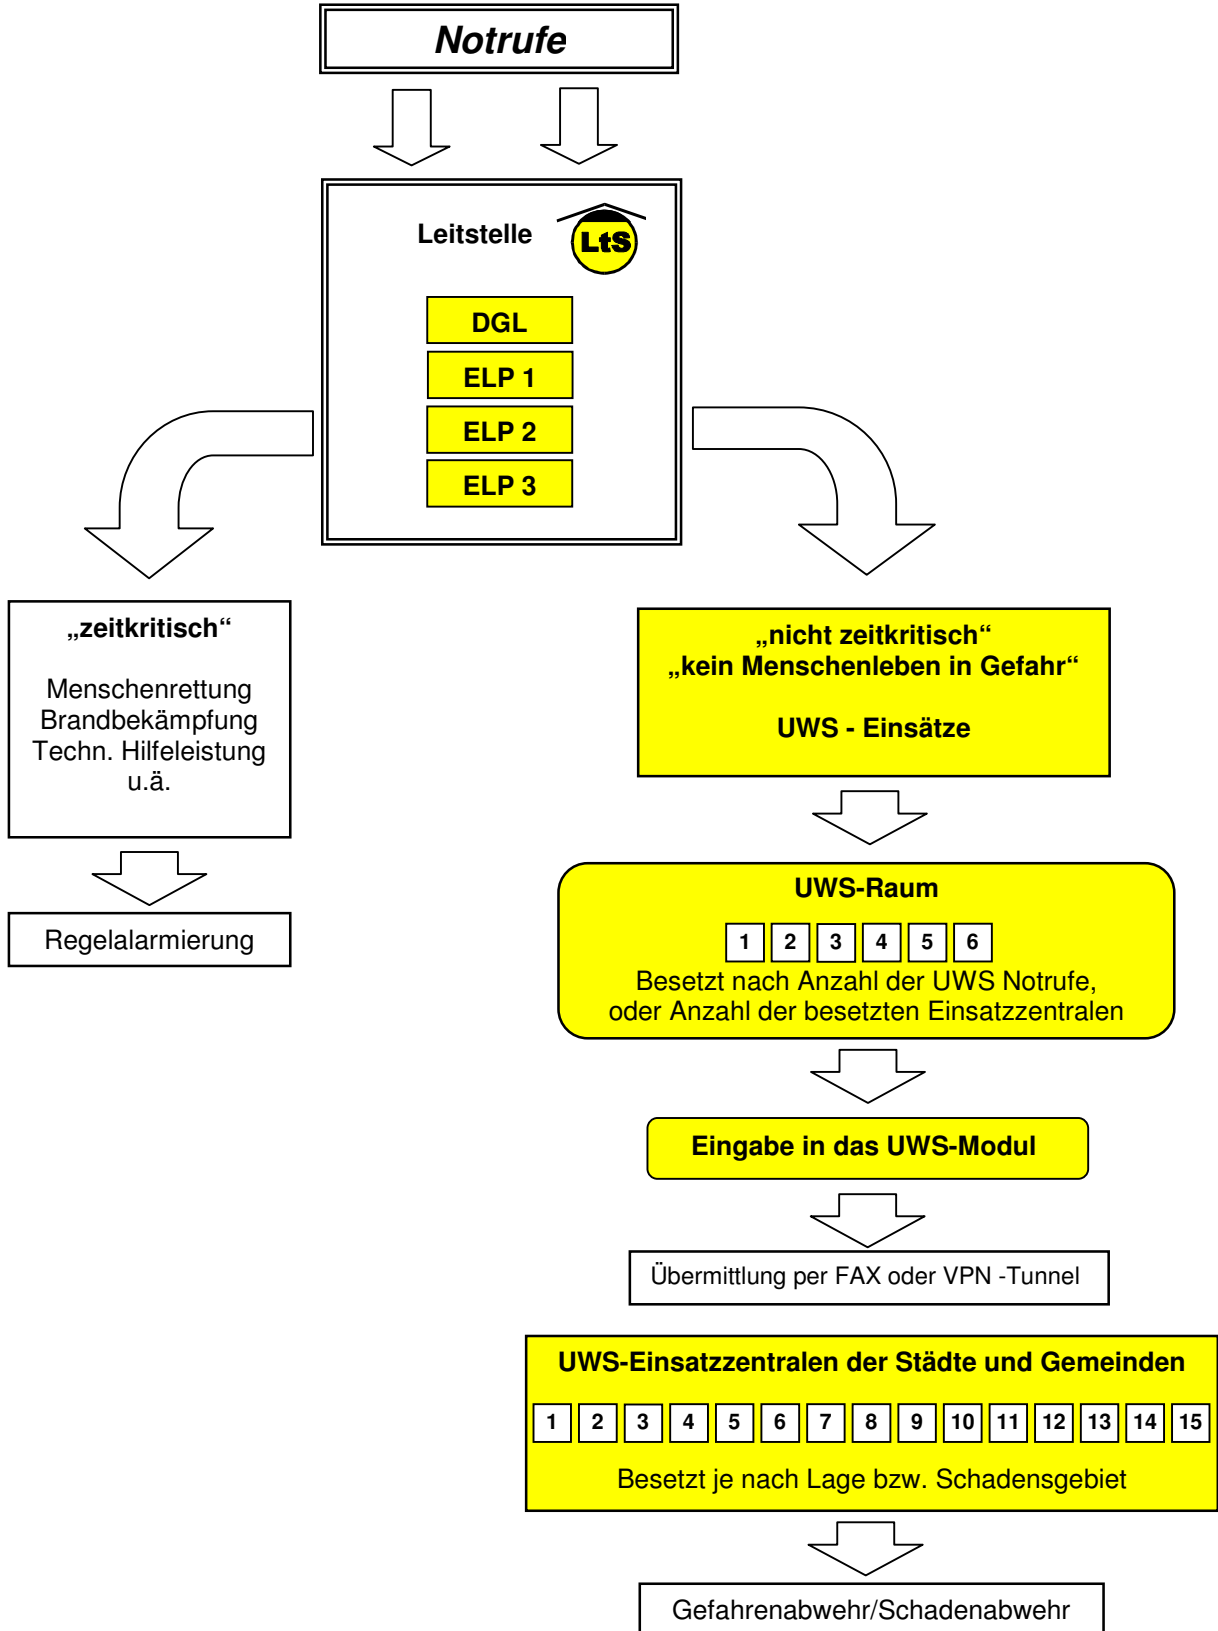 Notrufe
Leitstelle
LtS
DGL
ELP 1
ELP 2
ELP 3
„zeitkritisch“
Menschenrettung
Brandbekämpfung
Techn. Hilfeleistung
u.ä.
Regelalarmierung
„nicht zeitkritisch“
„kein Menschenleben in Gefahr“
UWS - Einsätze
UWS-Raum
1 2 3 4 5 6
Besetzt nach Anzahl der UWS Notrufe,
oder Anzahl der besetzten Einsatzzentralen
Eingabe in das UWS-Modul
Übermittlung per FAX oder VPN -Tunnel
UWS-Einsatzzentralen der Städte und Gemeinden
1 2 3 4 5 6 7 8 9 10 11 12 13 14 15
Besetzt je nach Lage bzw. Schadensgebiet
Gefahrenabwehr/Schadenabwehr